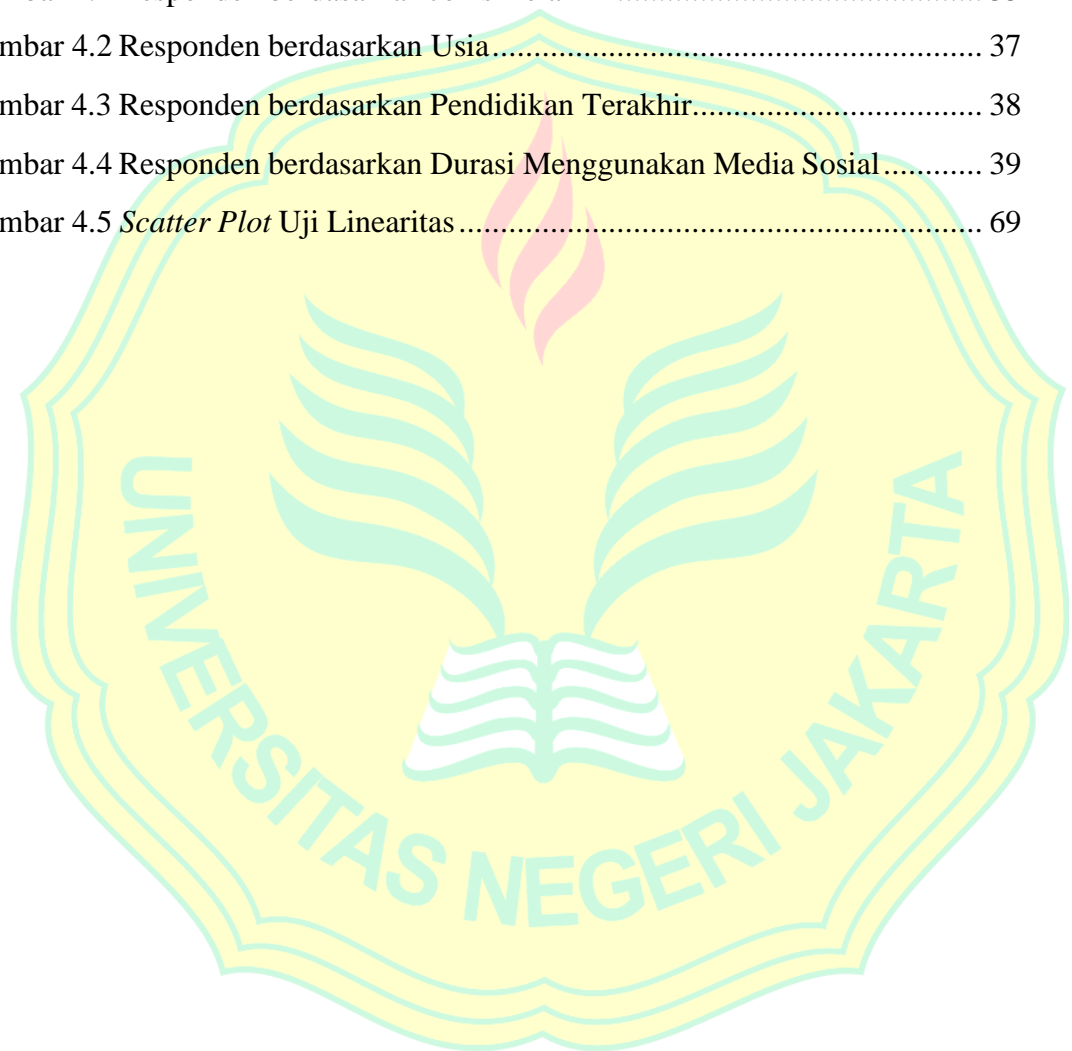 mbar 4.2 Responden berdasarkan Usia.......................................................................... 37
mbar 4.3 Responden berdasarkan Pendidikan Terakhir............................................. 38
mbar 4.4 Responden berdasarkan Durasi Menggunakan Media Sosial............ 39
mbar 4.5 Scatter Plot Uji Linearitas............................................................................... 69
UNIVERSITAS NEGERI JAKARTA